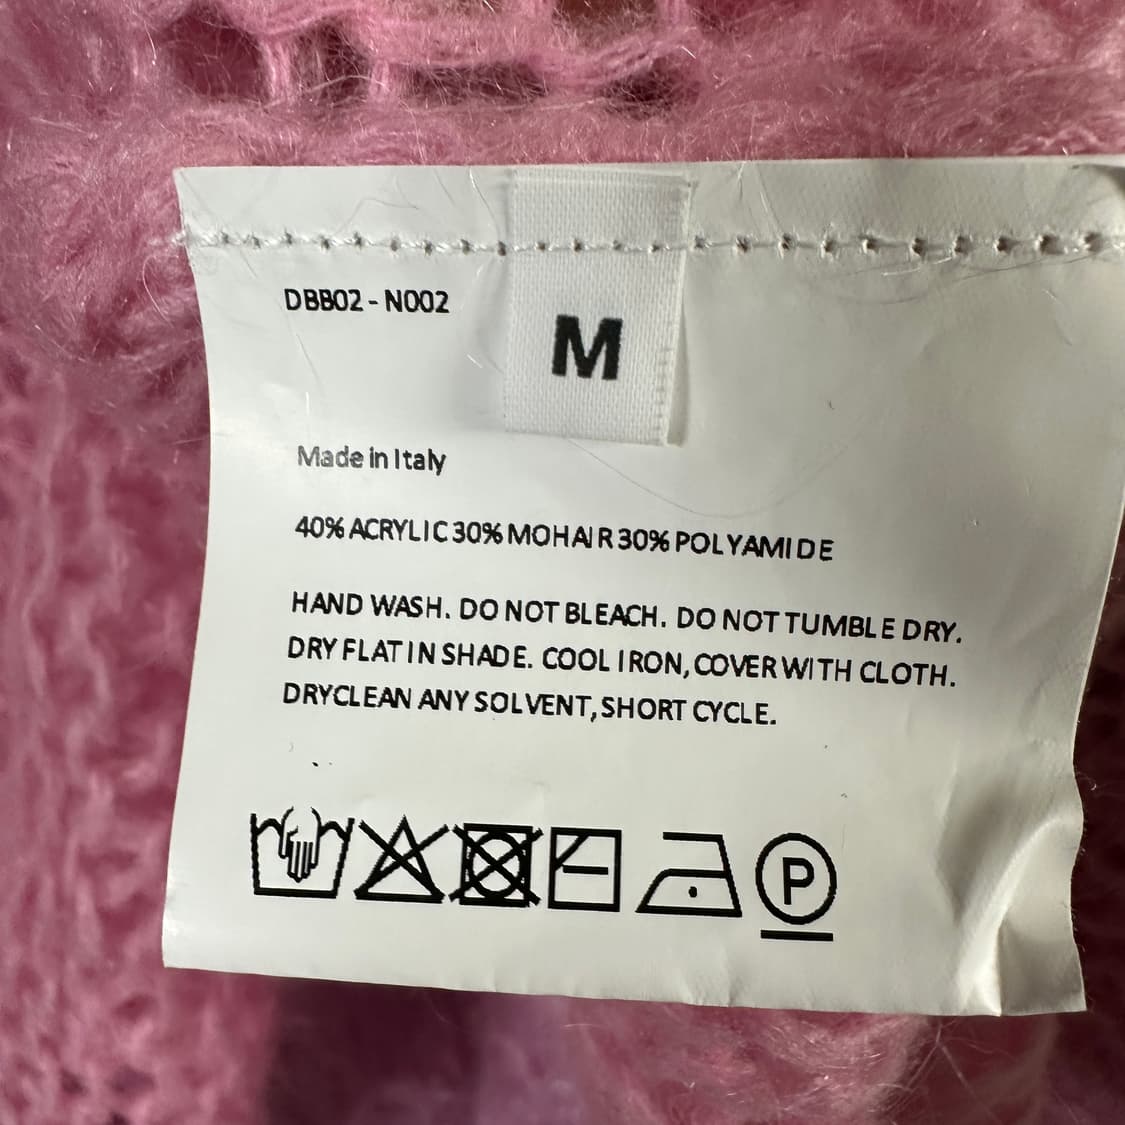 DBB02 - N002
M
Made in Italy
40% ACRYLIC 30% MOHAIR 30% POLYAMIDE
HAND WASH. DO NOT BLEACH. DO NOT TUMBLE DRY.
DRY FLAT IN SHADE. COOL IRON, COVER WITH CLOTH.
DRYCLEAN ANY SOLVENT, SHORT CYCLE.
P